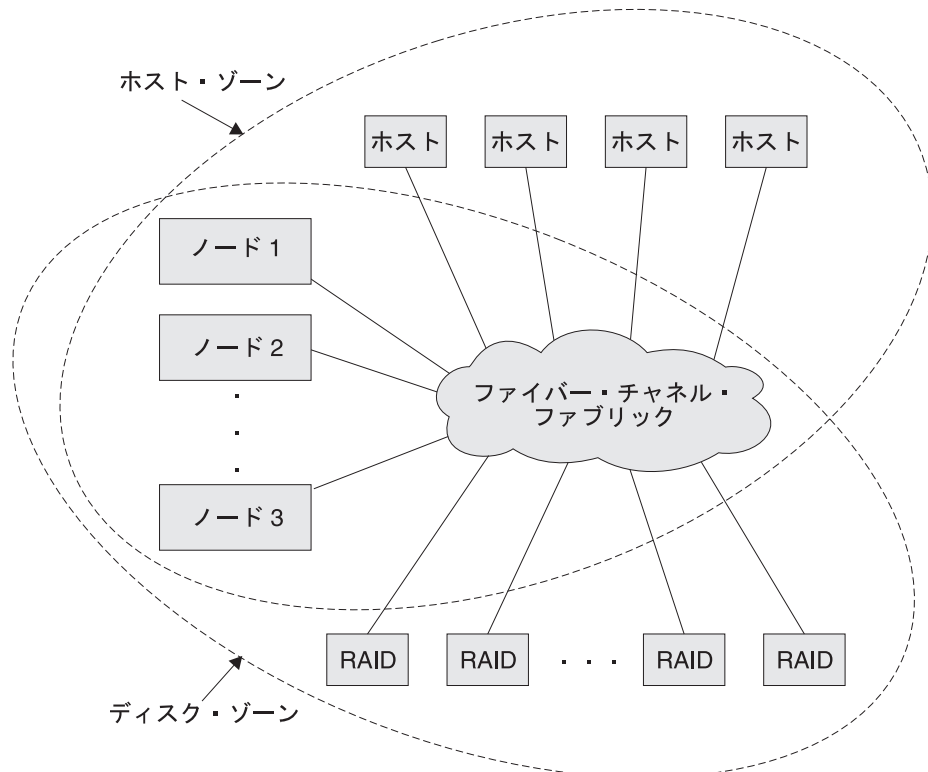 ホスト・ゾーン
ホスト
ホスト
ホスト
ホスト
ノード 1
ノード 2
ファイバー・チャネル・
ファブリック
ノード 3
RAID
RAID
. . .
RAID
RAID
ディスク・ゾーン